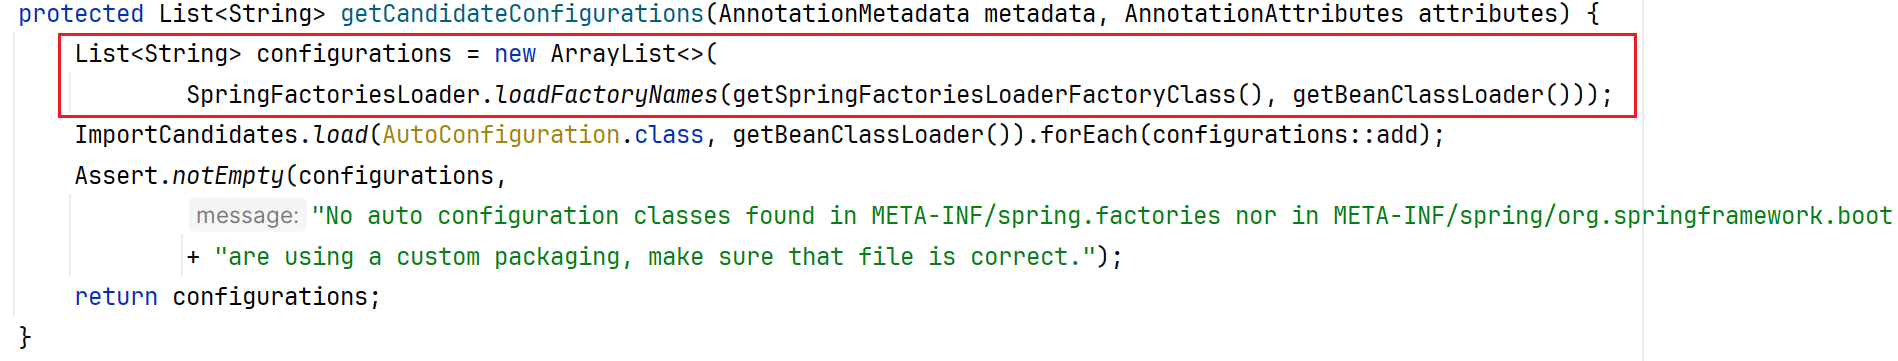 protected List<String> getCandidateConfigurations(AnnotationMetadata metadata, AnnotationAttributes attributes) {
List<String> configurations = new ArrayList<>(
SpringFactoriesLoader.loadFactoryNames(getSpringFactoriesLoaderFactoryClass(), getBeanClassLoader()));
ImportCandidates.load(AutoConfiguration.class, getBeanClassLoader()).forEach(configurations::add);
Assert.notEmpty(configurations,
message: "No auto configuration classes found in META-INF/spring.factories nor in META-INF/spring/org.springframework.boot
+ "are using a custom packaging, make sure that file is correct.");
return configurations;
}